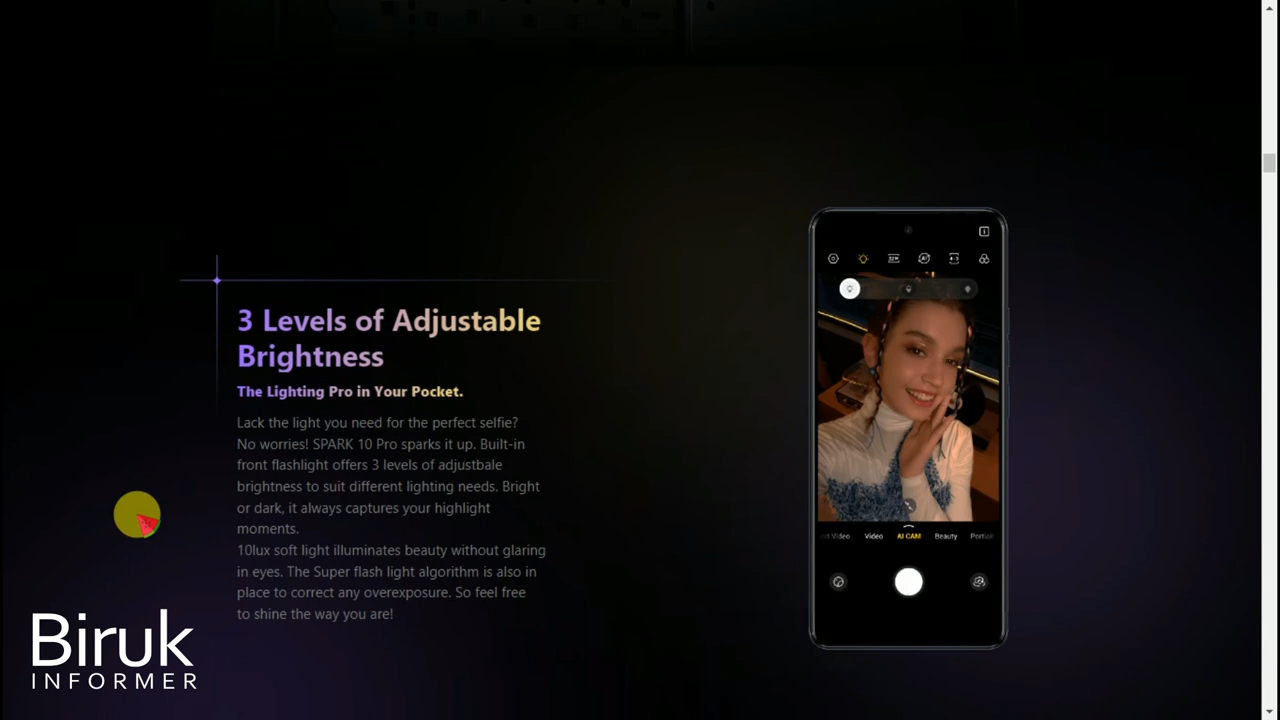 3 Levels of Adjustable
Brightness
The Lighting Pro in Your Pocket.
Lack the light you need for the perfect selfie?
No worries! SPARK 10 Pro sparks it up. Built-in
front flashlight offers 3 levels of adjustbale
brightness to suit different lighting needs. Bright
or dark, it always captures your highlight
moments.
10lux soft light illuminates beauty without glaring
in eyes. The Super flash light algorithm is also in
place to correct any overexposure. So feel free
to shine the way you are!
Video Video AI CAM Beauty
Biruk
INFORMER